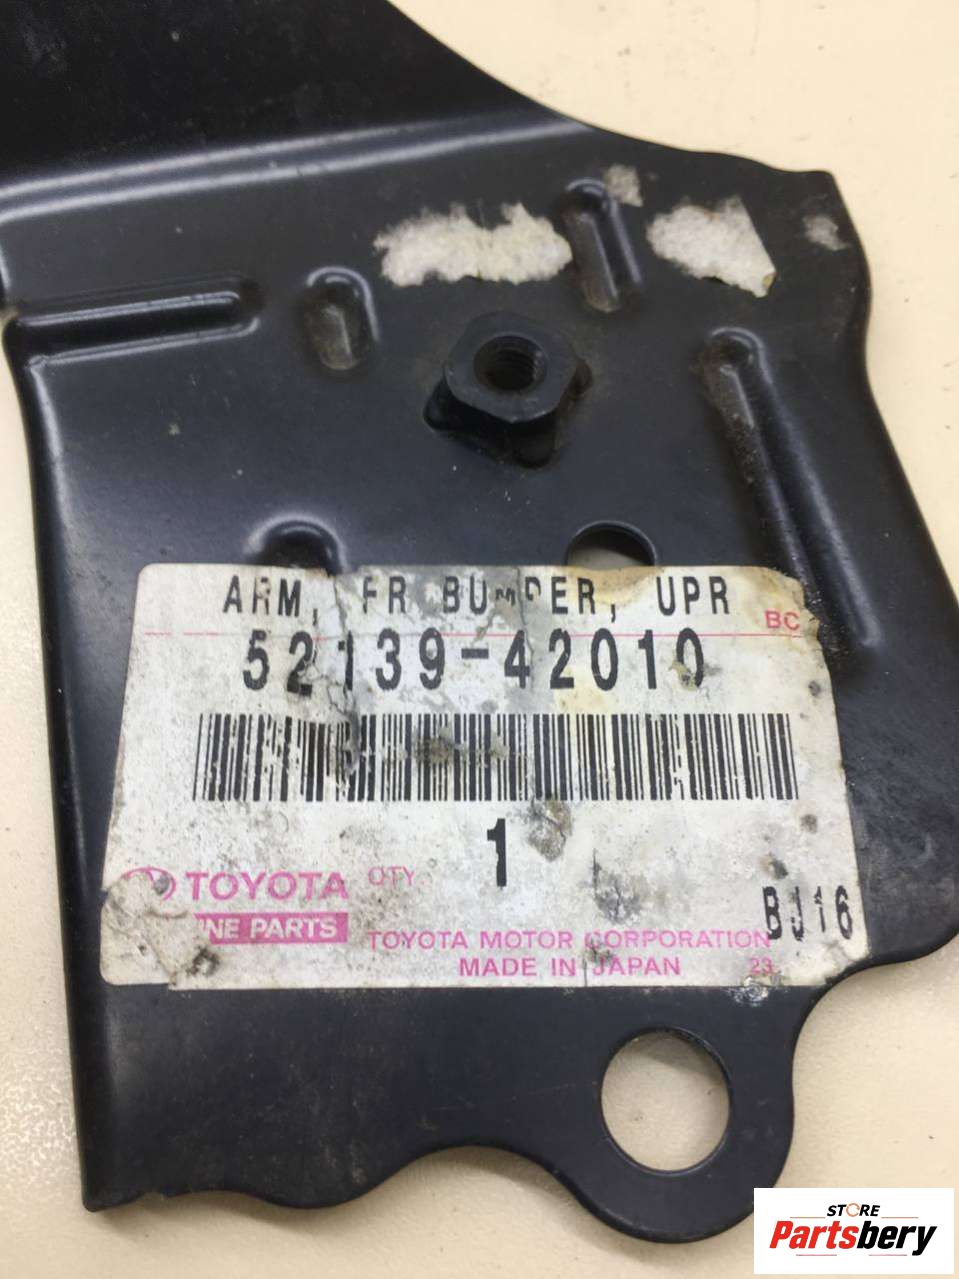 ARM, FR BUMPER, UPR
BC
52139-42010
1
QTY
TOYOTA
INE PARTS
BJ16
TOYOTA MOTOR CORPORATION
MADE IN JAPAN 23
STORE
Partsbery